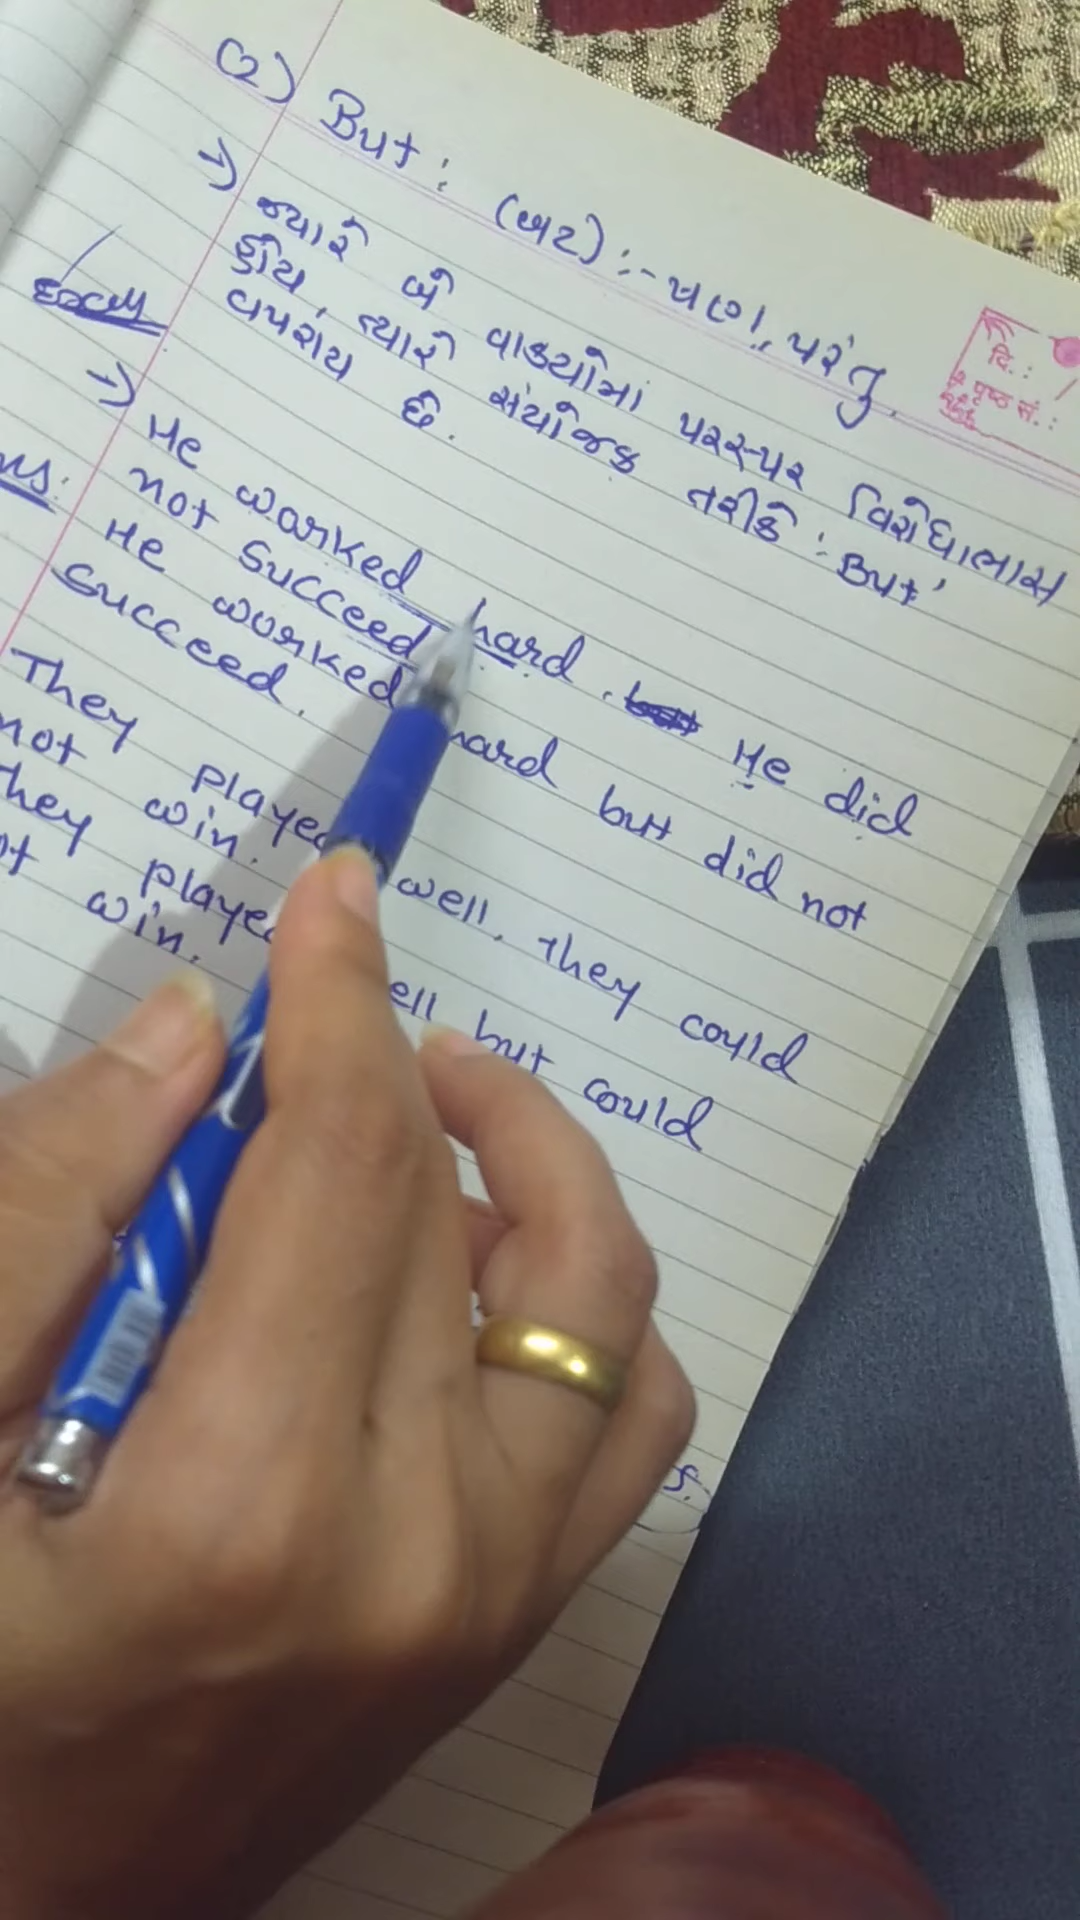 (2) But : (બટ) :- પણ, પરંતુ.
→ જ્યારે બે વાક્યોમાં પરસ્પર વિરોધાભાસ
હોય, ત્યારે સંયોજક તરીકે 'But'
વપરાય છે.
→ He worked hard. He did
not succeed
Ans: He worked hard but did not
succeed.
They played well. They could
not win.
They played well but could
not win.
दि. :
पृष्ठ सं. :